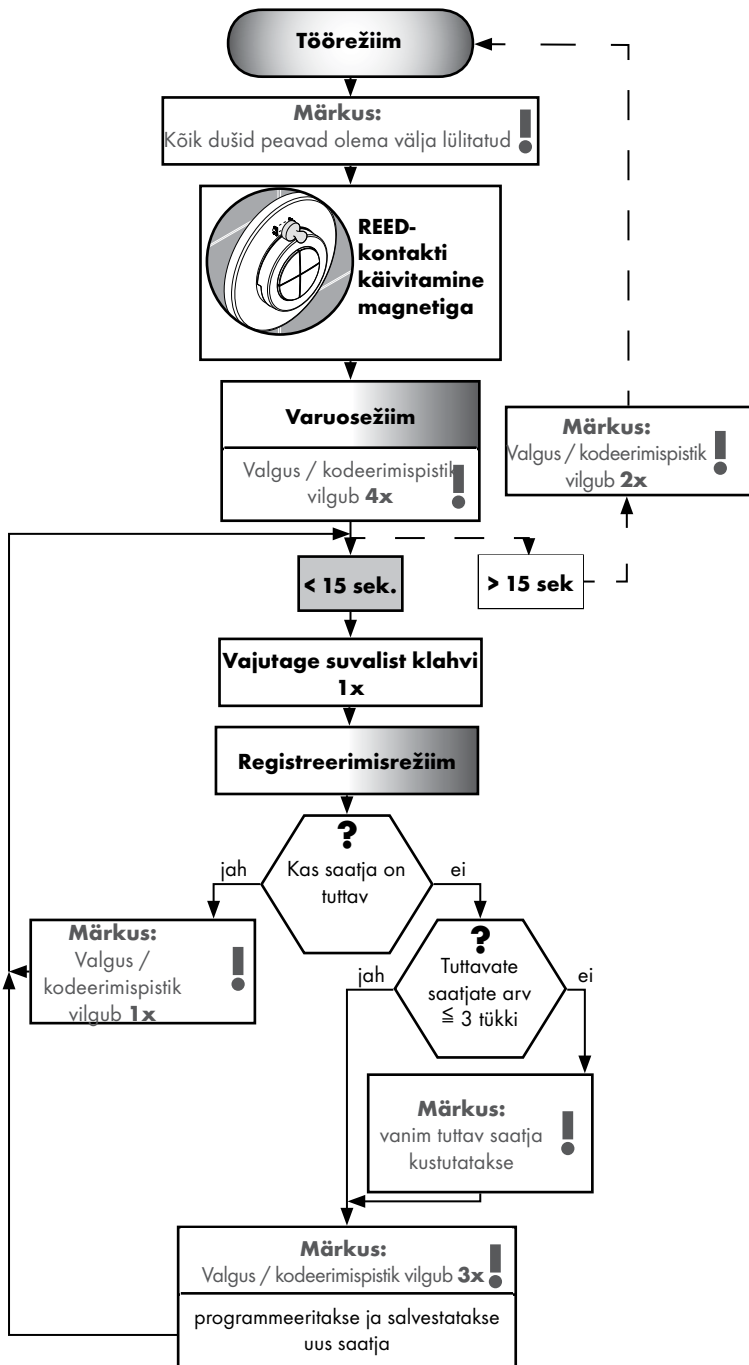 Töörežiim
Märkus:
Kõik dušid peavad olema välja lülitatud
REED-
kontakti
käivitamine
magnetiga
Varuosežiim
Valgus / kodeerimispistik
vilgub 4x
Märkus:
Valgus / kodeerimispistik
vilgub 2x
< 15 sek.
> 15 sek
Vajutage suvalist klahvi
1x
Registreerimisrežiim
?
jah
Kas saatja on
tuttav
ei
Märkus:
Valgus /
kodeerimispistik
vilgub 1x
?
jah
Tuttavate
saatjate arv
≦ 3 tükki
ei
Märkus:
vanim tuttav saatja
kustutatakse
Märkus:
Valgus / kodeerimispistik vilgub 3x
programmeeritakse ja salvestatakse
uus saatja